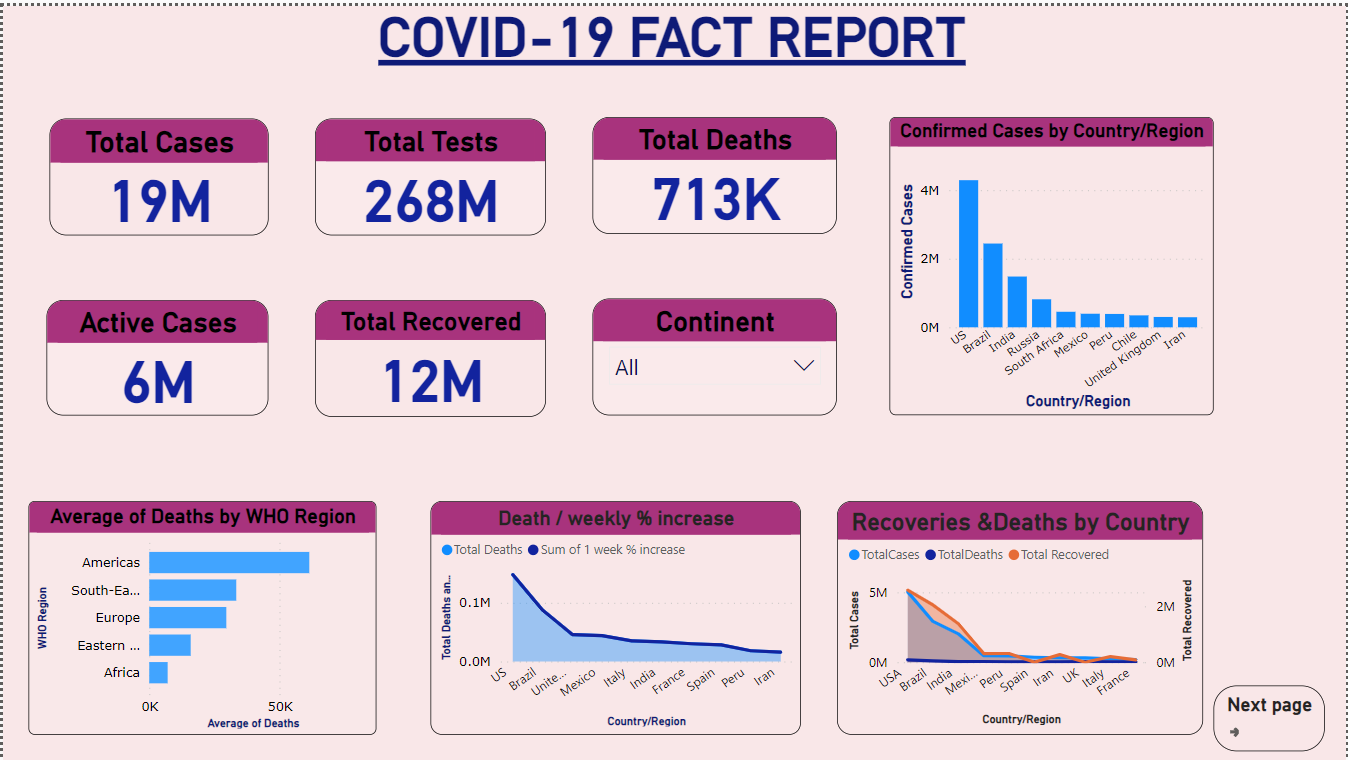 COVID-19 FACT REPORT
Total Cases
19M
Total Tests
268M
Total Deaths
713K
Active Cases
6M
Total Recovered
12M
Continent
All
Confirmed Cases by Country/Region
Confirmed Cases
4M
2M
0M
US
Brazil
India
Russia
South Africa
Mexico
Peru
Chile
United Kingdom
Iran
Country/Region
Average of Deaths by WHO Region
WHO Region
Americas
South-Ea...
Europe
Eastern ...
Africa
0K
50K
Average of Deaths
Death / weekly % increase
Total Deaths
Sum of 1 week % increase
Total Deaths an...
0.1M
0.0M
US
Brazil
Unite...
Mexico
Italy
India
France
Spain
Peru
Iran
Country/Region
Recoveries &Deaths by Country
TotalCases
TotalDeaths
Total Recovered
Total Cases
5M
0M
2M
0M
Total Recovered
USA
Brazil
India
Mexi...
Peru
Spain
Iran
UK
Italy
France
Country/Region
Next page